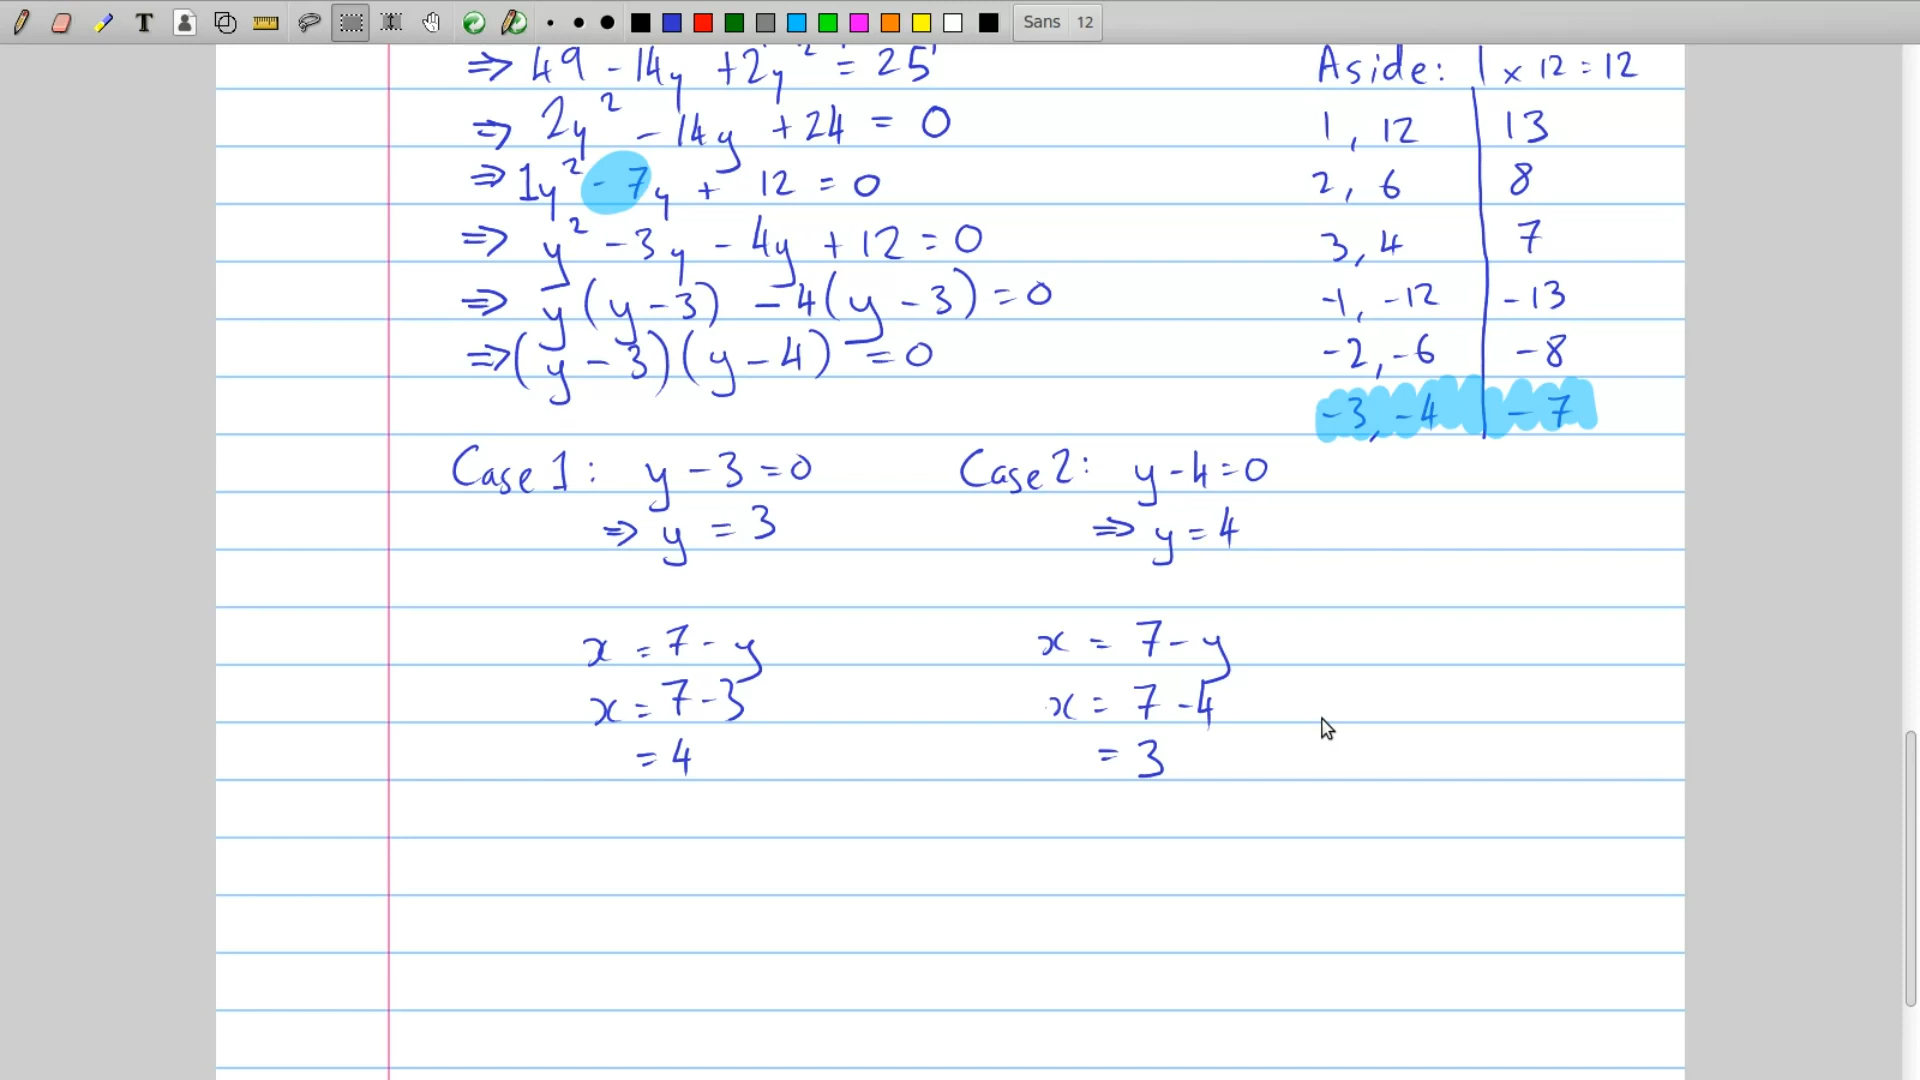 Sans 12
⇒ 49 - 14y + 2y² = 25
⇒ 2y² - 14y + 24 = 0
⇒ 1y² - 7y + 12 = 0
⇒ y² - 3y - 4y + 12 = 0
⇒ y(y - 3) - 4(y - 3) = 0
⇒ (y - 3)(y - 4) = 0
Aside: 1 × 12 = 12
1, 12 | 13
2, 6 | 8
3, 4 | 7
-1, -12 | -13
-2, -6 | -8
-3, -4 | -7
Case 1: y - 3 = 0
⇒ y = 3
x = 7 - y
x = 7 - 3
= 4
Case 2: y - 4 = 0
⇒ y = 4
x = 7 - y
x = 7 - 4
= 3